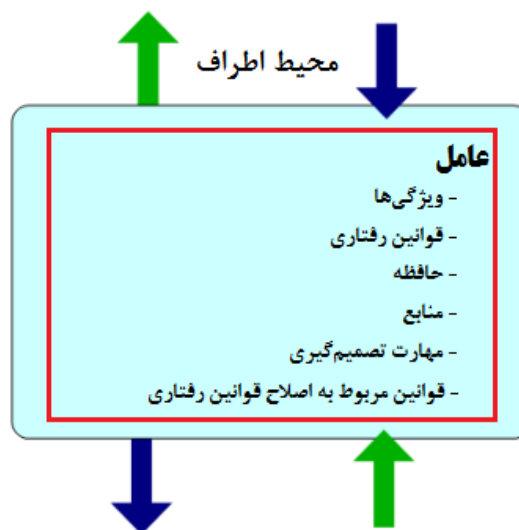 محیط اطراف
عامل
- ویژگی‌ها
- قوانین رفتاری
- حافظه
- منابع
- مهارت تصمیم‌گیری
- قوانین مربوط به اصلاح قوانین رفتاری